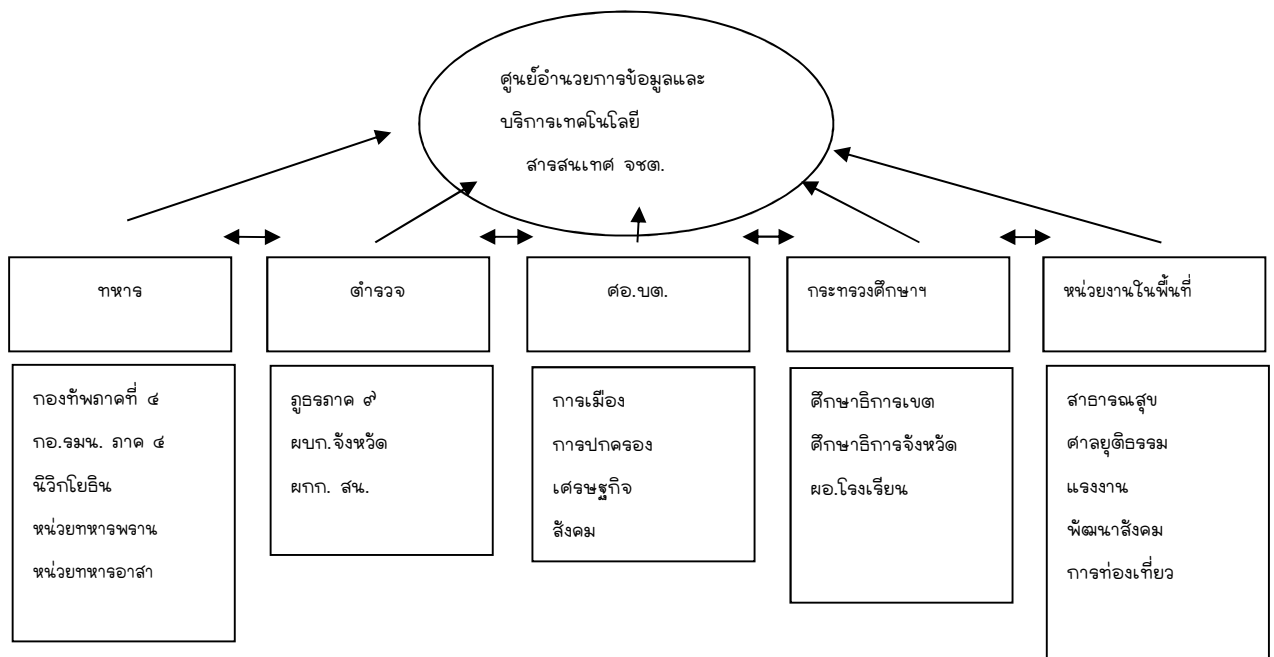 ศูนย์อำนวยการข้อมูลและ
บริการเทคโนโลยี
สารสนเทศ จชต.
ทหาร
ตำรวจ
ศอ.บต.
กระทรวงศึกษาฯ
หน่วยงานในพื้นที่
กองทัพภาคที่ ๔
กอ.รมน. ภาค ๔
นิวิกโยธิน
หน่วยทหารพราน
หน่วยทหารอาสา
ภูธรภาค ๙
ผบก.จังหวัด
ผกก. สน.
การเมือง
การปกครอง
เศรษฐกิจ
สังคม
ศึกษาธิการเขต
ศึกษาธิการจังหวัด
ผอ.โรงเรียน
สาธารณสุข
ศาลยุติธรรม
แรงงาน
พัฒนาสังคม
การท่องเที่ยว